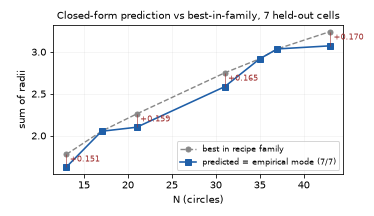 Closed-form prediction vs best-in-family, 7 held-out cells
sum of radii
3.0
2.5
2.0
+0.151
+0.159
+0.165
+0.170
best in recipe family
predicted = empirical mode (7/7)
15
20
25
30
35
40
N (circles)